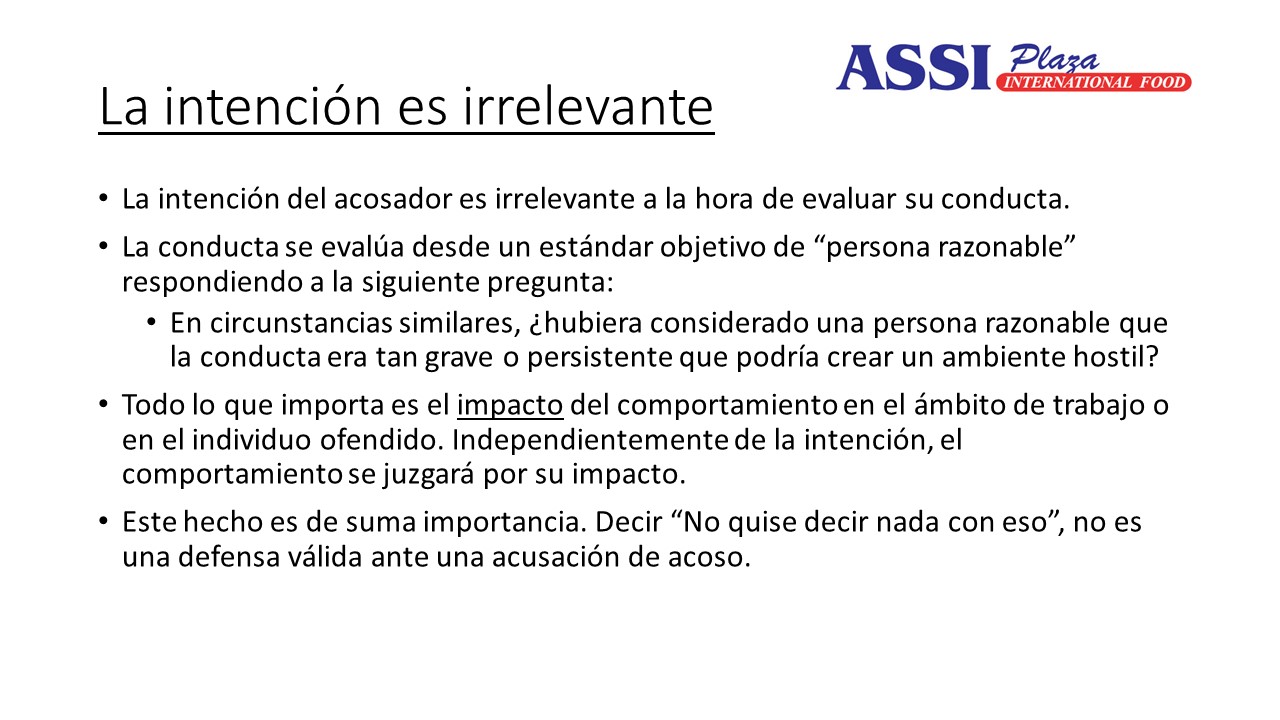 ASSI Plaza
INTERNATIONAL FOOD
La intención es irrelevante
• La intención del acosador es irrelevante a la hora de evaluar su conducta.
• La conducta se evalúa desde un estándar objetivo de “persona razonable”
respondiendo a la siguiente pregunta:
• En circunstancias similares, ¿hubiera considerado una persona razonable que
la conducta era tan grave o persistente que podría crear un ambiente hostil?
• Todo lo que importa es el impacto del comportamiento en el ámbito de trabajo o
en el individuo ofendido. Independientemente de la intención, el
comportamiento se juzgará por su impacto.
• Este hecho es de suma importancia. Decir “No quise decir nada con eso”, no es
una defensa válida ante una acusación de acoso.